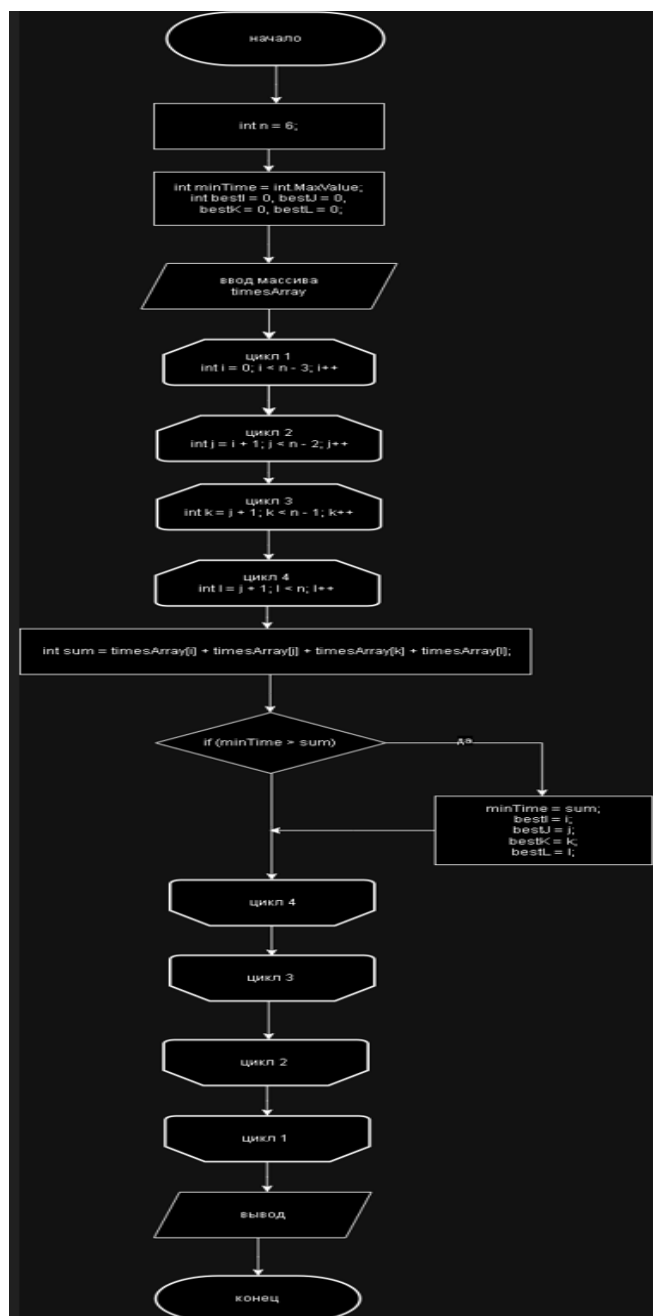 начало
int n = 6;
int minTime = int.MaxValue;
int bestI = 0, bestJ = 0,
bestK = 0, bestL = 0;
ввод массива
timesArray
цикл 1
int i = 0; i < n - 3; i++
цикл 2
int j = i + 1; j < n - 2; j++
цикл 3
int k = j + 1; k < n - 1; k++
цикл 4
int l = j + 1; l < n; l++
int sum = timesArray[i] + timesArray[j] + timesArray[k] + timesArray[l];
if (minTime > sum)
да
minTime = sum;
bestI = i;
bestJ = j;
bestK = k;
bestL = l;
цикл 4
цикл 3
цикл 2
цикл 1
вывод
конец